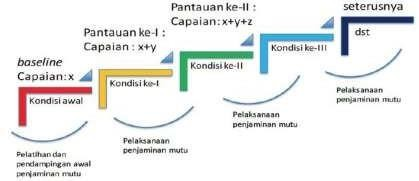 seterusnya
dst
Pantauan ke-II :
Capaian: x+y+z
Kondisi ke-III
Pantauan ke-I :
Capaian : x+y
Kondisi ke-II
baseline
Capaian: x
Kondisi ke-I
Kondisi awal
Pelatihan dan
pendampingan awal
penjaminan mutu
Pelaksanaan
penjaminan mutu
Pelaksanaan
penjaminan mutu
Pelaksanaan
penjaminan mutu